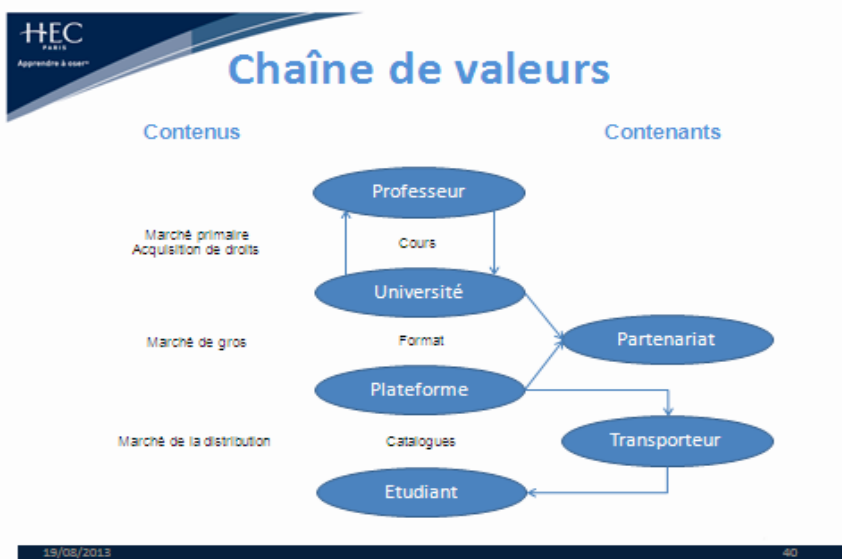 HEC
PARIS
Apprendre à oser™
Chaîne de valeurs
Contenus
Contenants
Professeur
Marché primaire
Acquisition de droits
Cours
Université
Marché de gros
Format
Partenariat
Plateforme
Marché de la distribution
Catalogues
Transporteur
Etudiant
19/08/2013
40